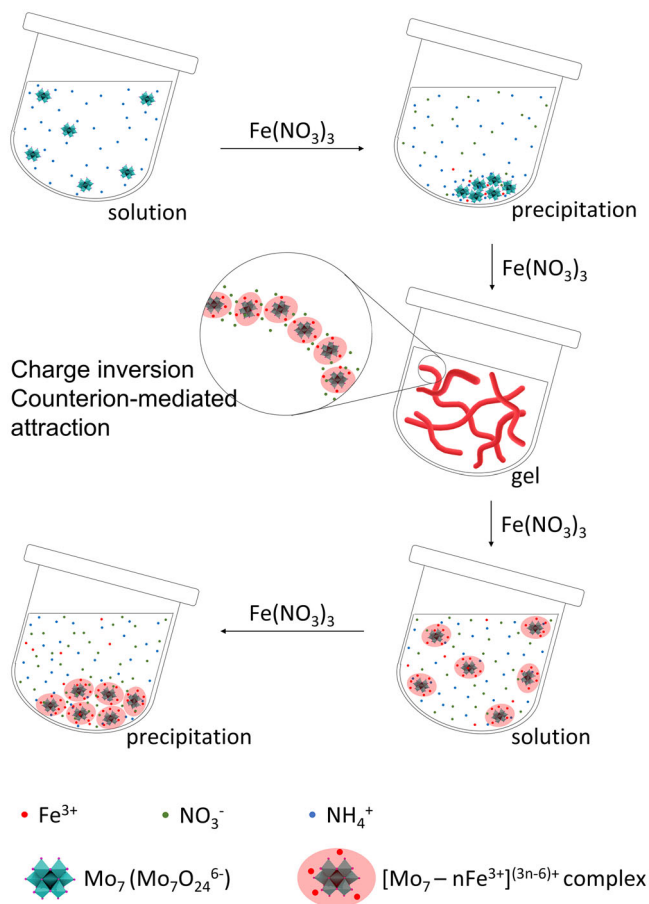 Fe(NO₃)₃
solution
precipitation
Fe(NO₃)₃
Charge inversion
Counterion-mediated
attraction
gel
Fe(NO₃)₃
Fe(NO₃)₃
precipitation
solution
Fe³⁺
NO₃⁻
NH₄⁺
Mo₇ (Mo₇O₂₄⁶⁻)
[Mo₇ – nFe³⁺]⁽³ⁿ⁻⁶⁾⁺ complex